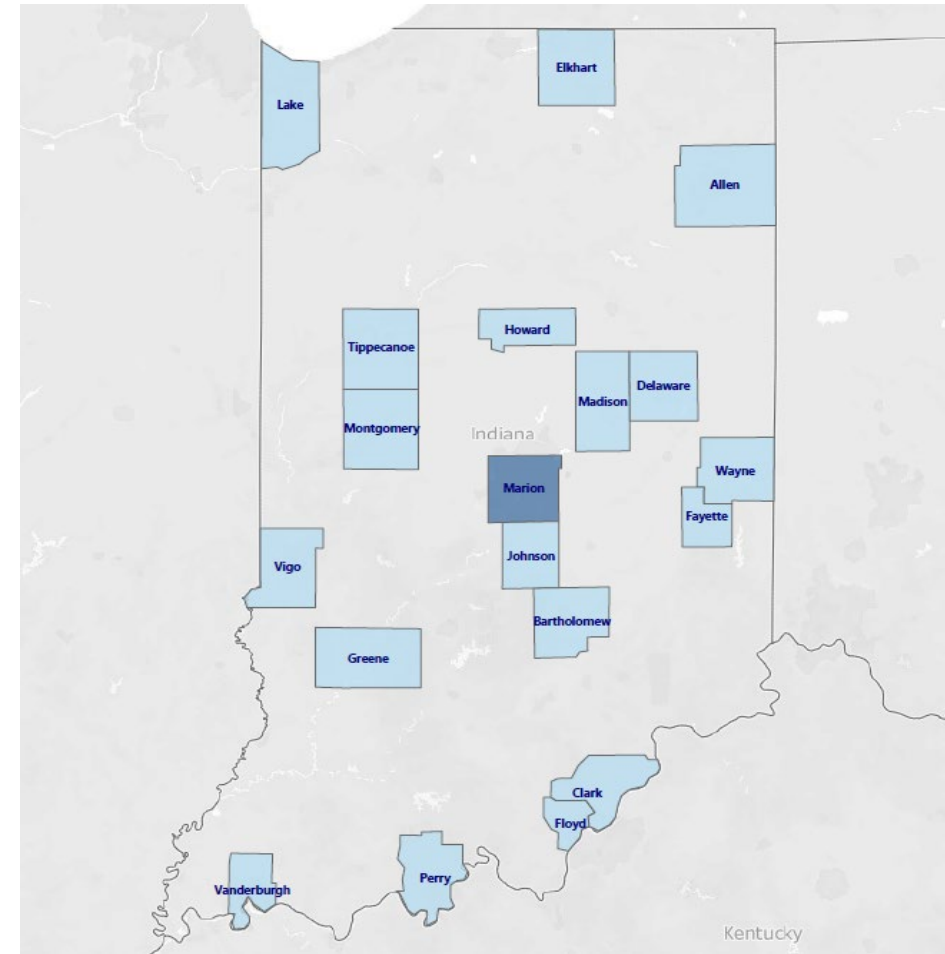 Elkhart
Lake
Allen
Howard
Tippecanoe
Delaware
Madison
Montgomery
Indiana
Wayne
Marion
Fayette
Johnson
Vigo
Bartholomew
Greene
Clark
Floyd
Perry
Vanderburgh
Kentucky